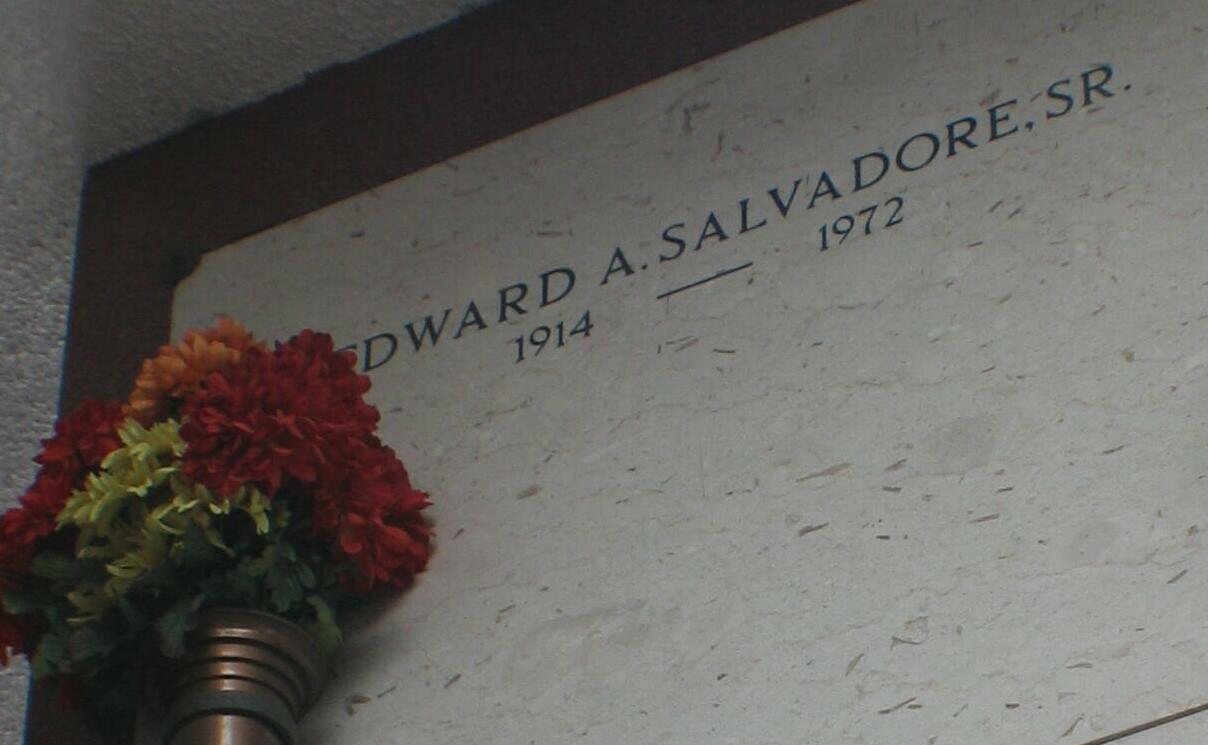 EDWARD A. SALVADORE, SR.
1914 — 1972